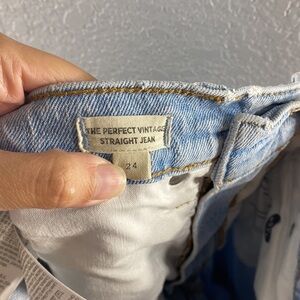 THE PERFECT VINTAGE
STRAIGHT JEAN
24